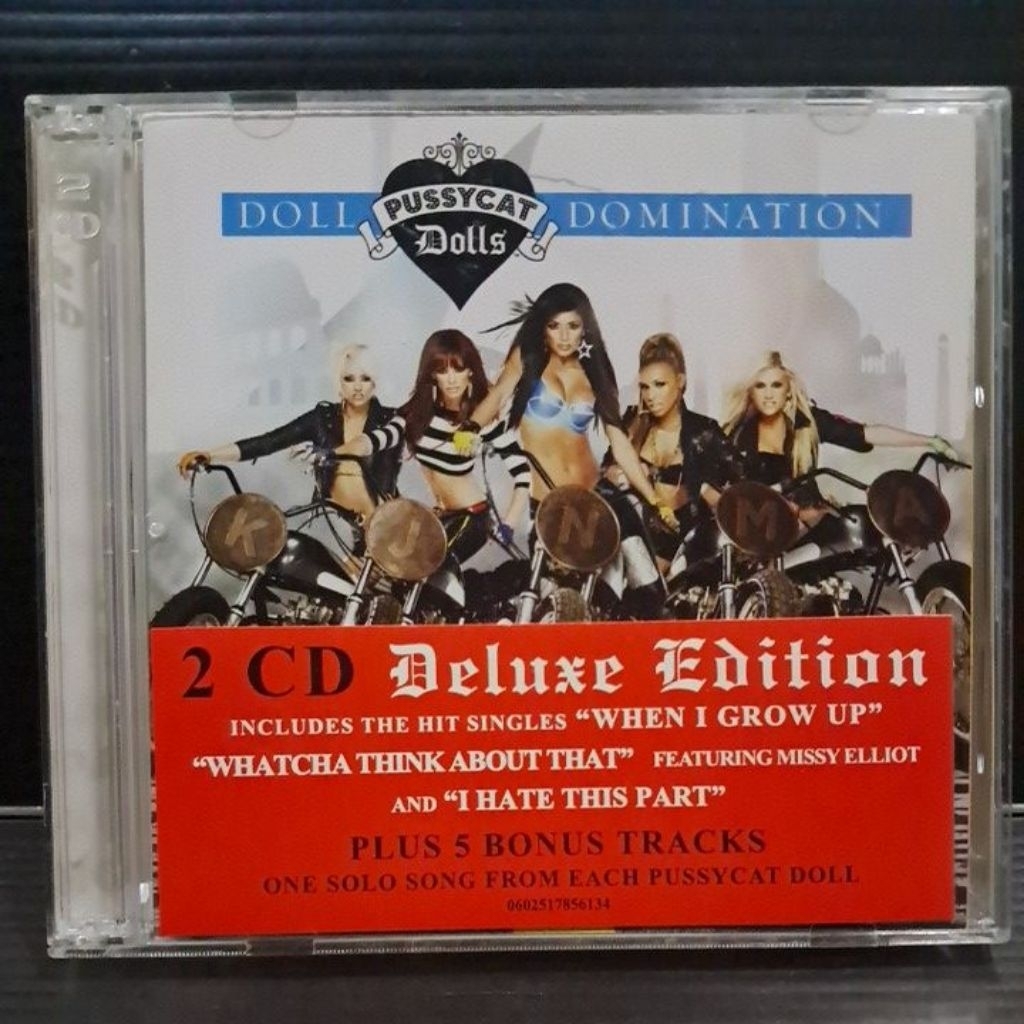 DOLL PUSSYCAT DOMINATION
Dolls
K J N M A
2 CD Deluxe Edition
INCLUDES THE HIT SINGLES “WHEN I GROW UP”
“WHATCHA THINK ABOUT THAT” FEATURING MISSY ELLIOT
AND “I HATE THIS PART”
PLUS 5 BONUS TRACKS
ONE SOLO SONG FROM EACH PUSSYCAT DOLL
0602517856134